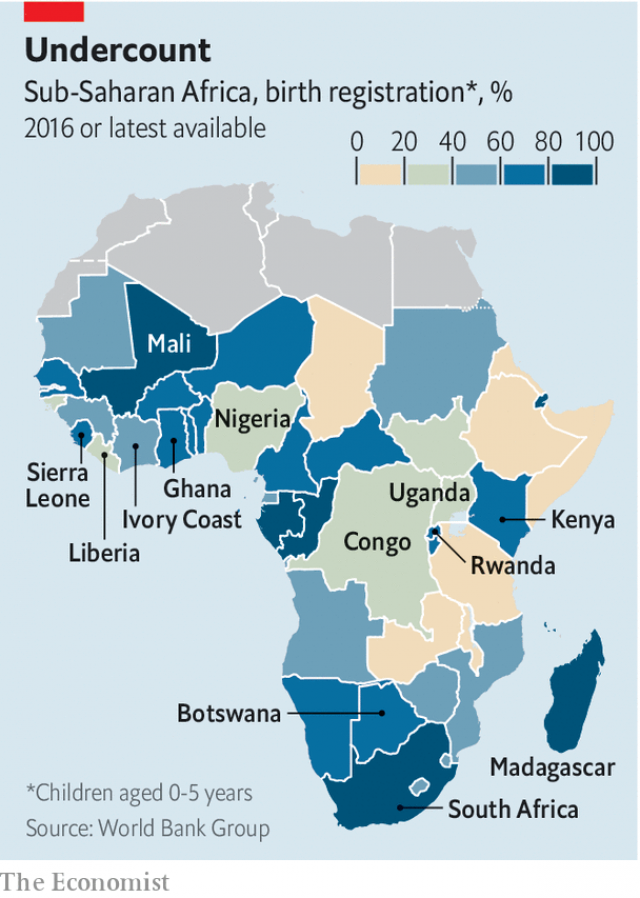 Undercount
Sub-Saharan Africa, birth registration*, %
2016 or latest available
0 20 40 60 80 100
Mali
Nigeria
Sierra
Leone
Ghana
Ivory Coast
Liberia
Uganda
Congo
Kenya
Rwanda
Botswana
Madagascar
South Africa
*Children aged 0-5 years
Source: World Bank Group
The Economist